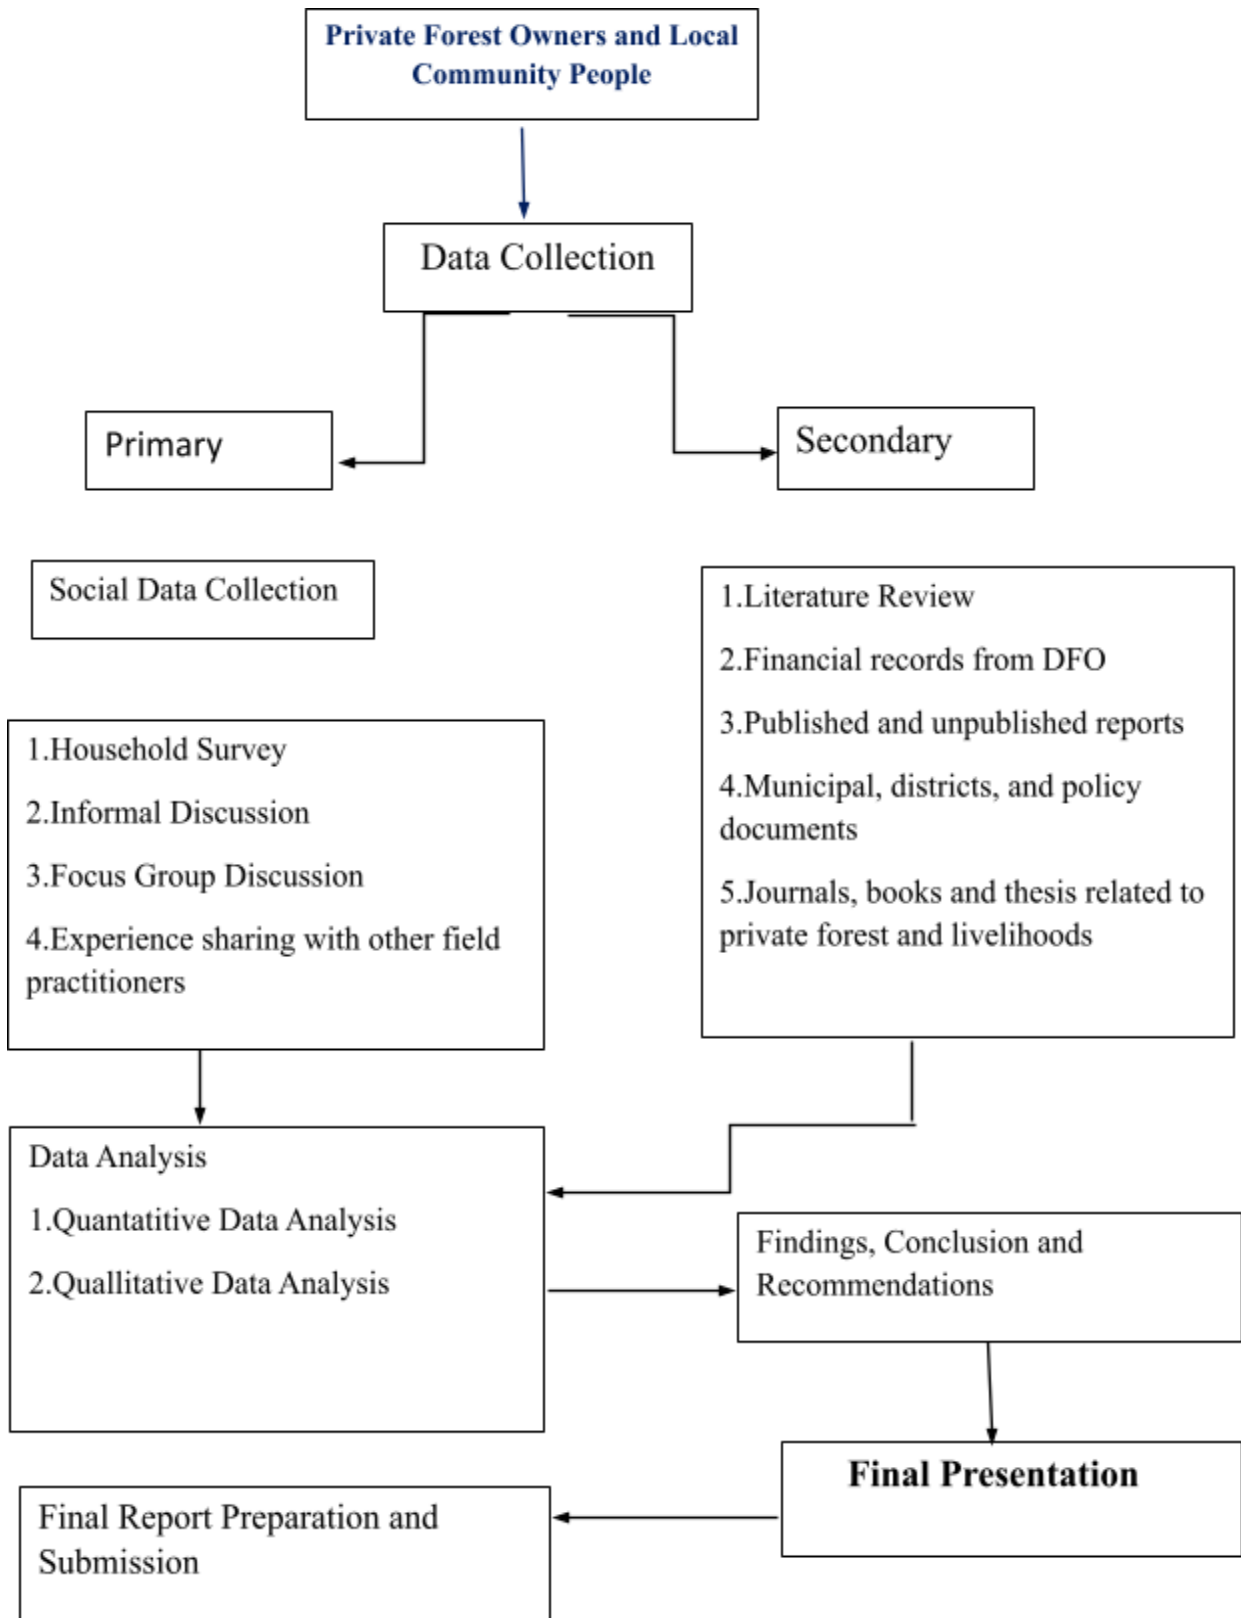 Private Forest Owners and Local
Community People
Data Collection
Primary
Secondary
Social Data Collection
1.Literature Review
2.Financial records from DFO
3.Published and unpublished reports
4.Municipal, districts, and policy
documents
5.Journals, books and thesis related to
private forest and livelihoods
1.Household Survey
2.Informal Discussion
3.Focus Group Discussion
4.Experience sharing with other field
practitioners
Data Analysis
1.Quantatitive Data Analysis
2.Quallitative Data Analysis
Findings, Conclusion and
Recommendations
Final Presentation
Final Report Preparation and
Submission